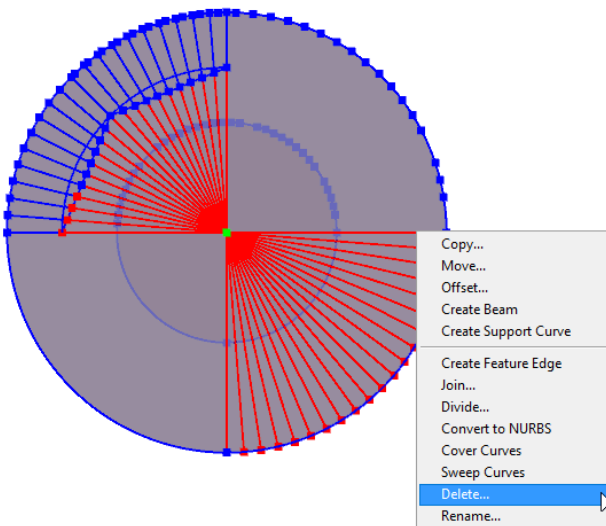 Copy...
Move...
Offset...
Create Beam
Create Support Curve
Create Feature Edge
Join...
Divide...
Convert to NURBS
Cover Curves
Sweep Curves
Delete...
Rename...